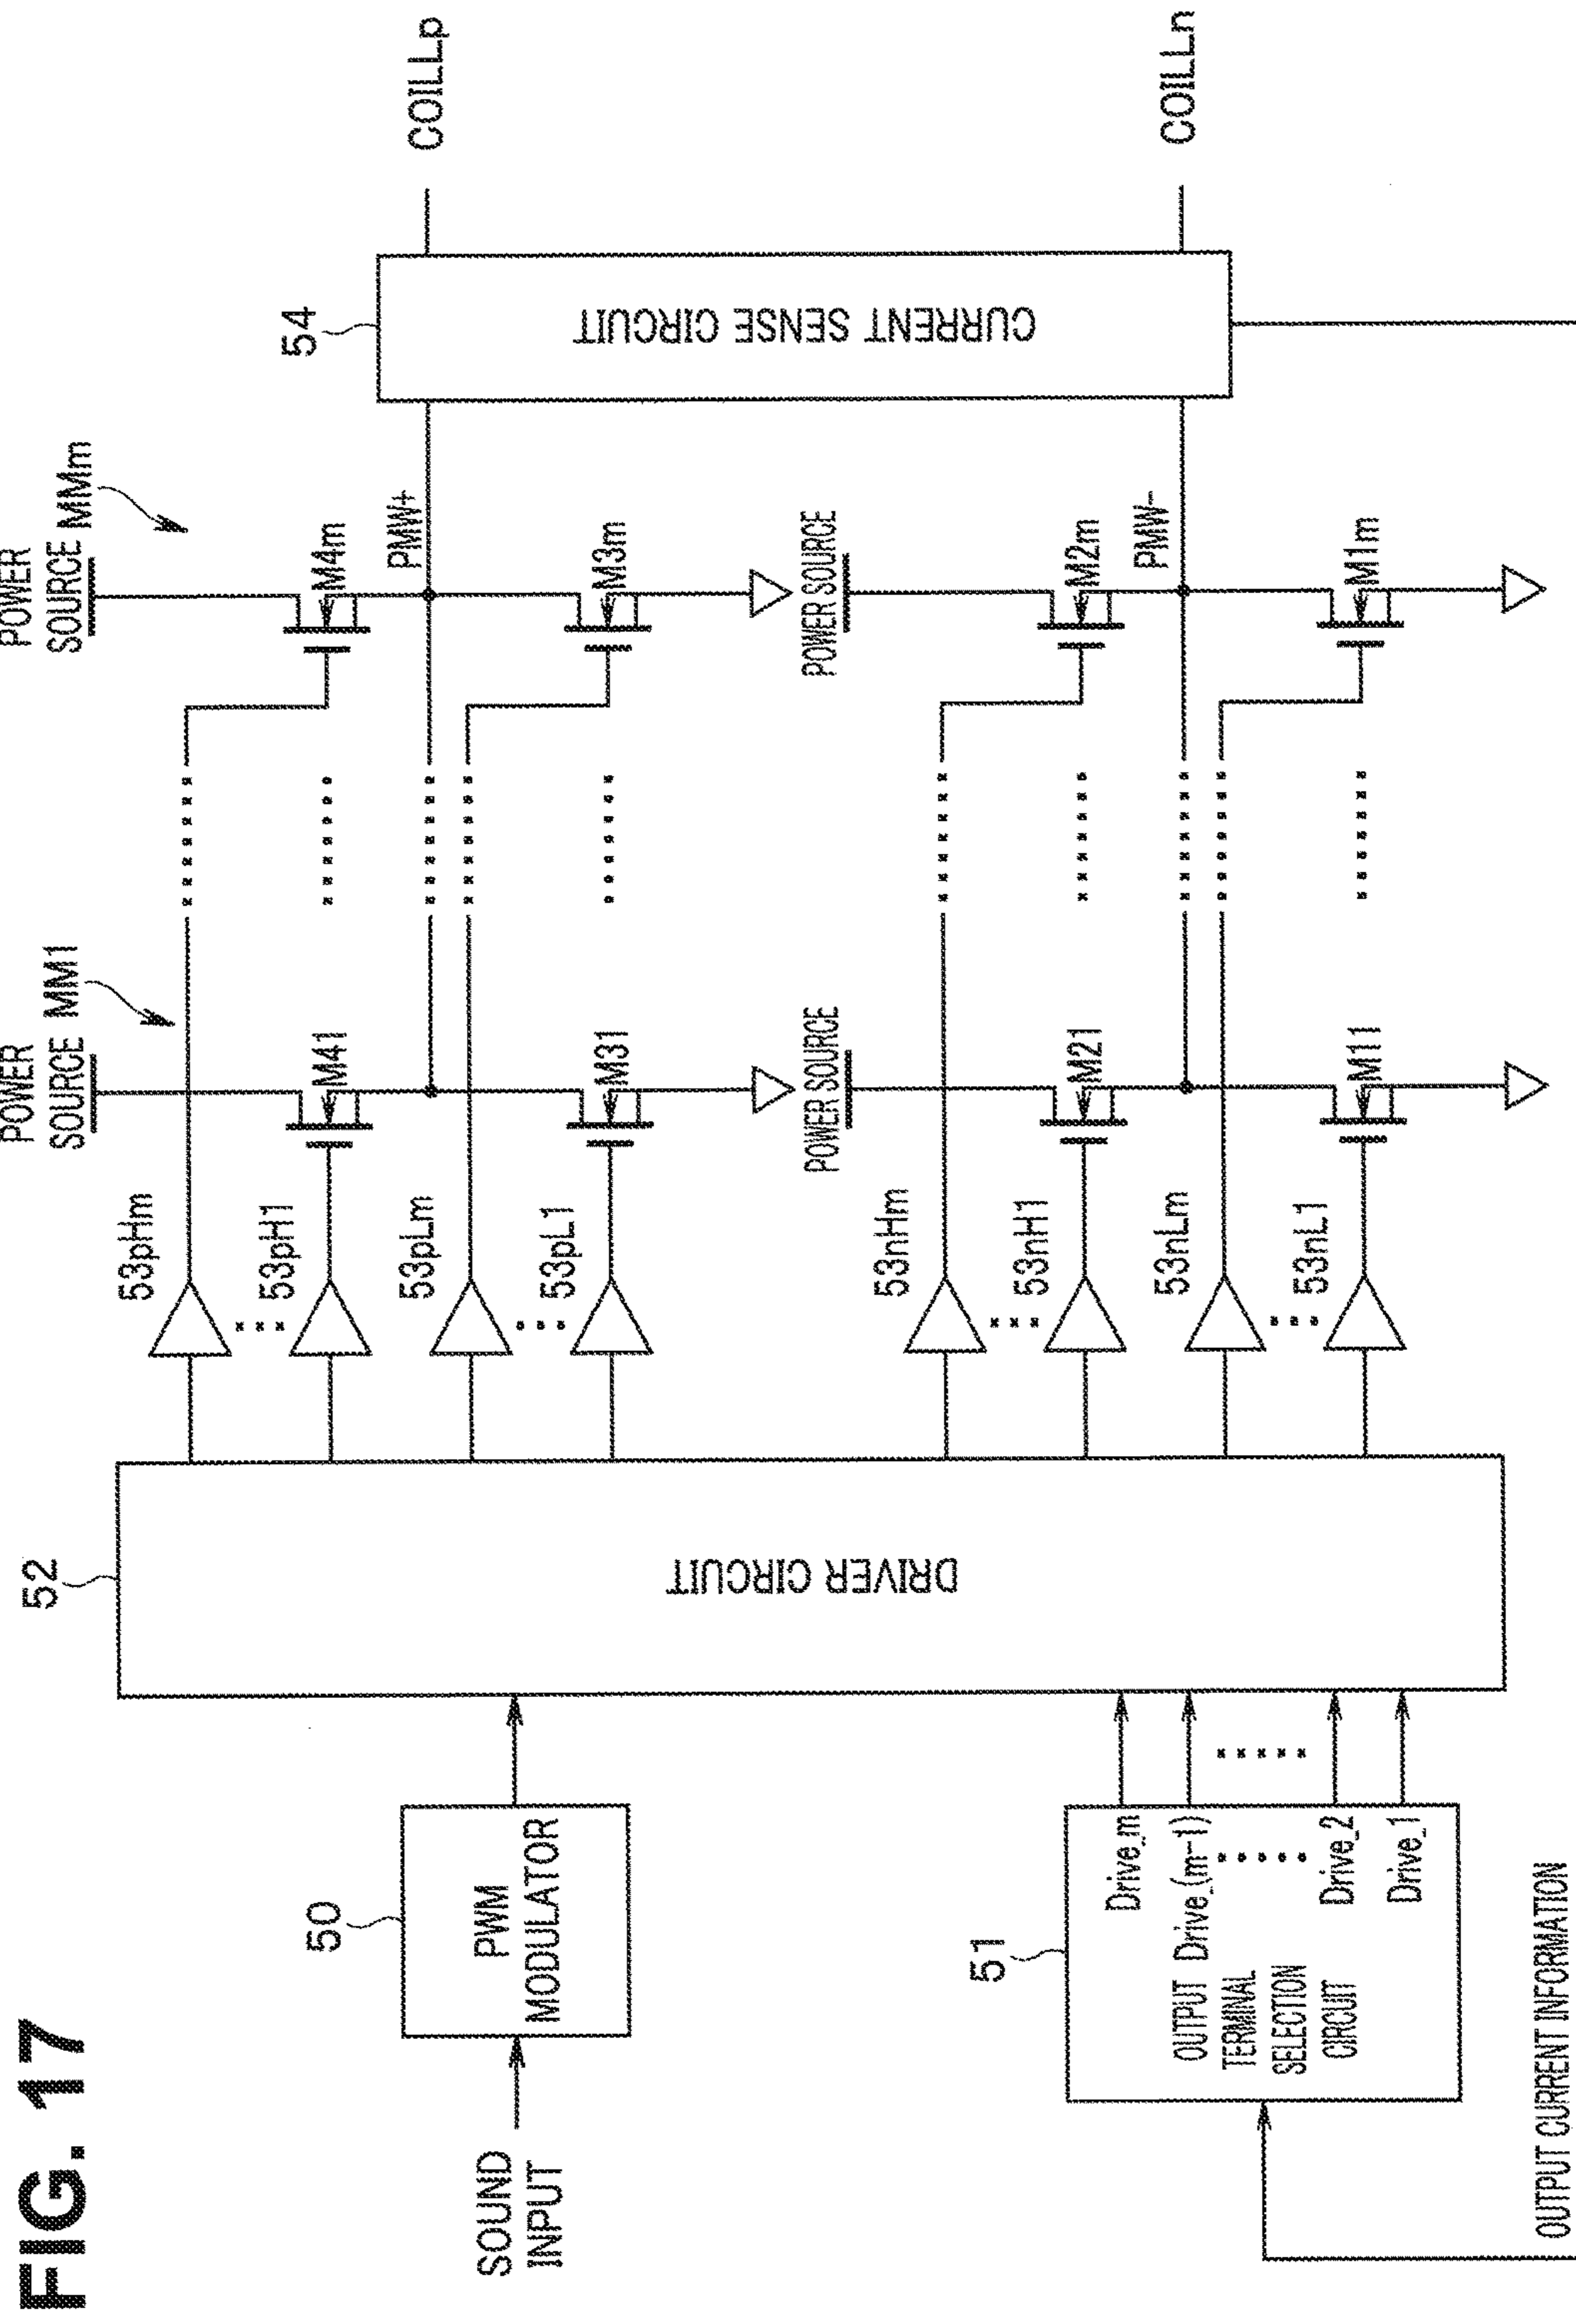 FIG. 17
SOUND
INPUT
50
PWM
MODULATOR
51
OUTPUT
TERMINAL
SELECTION
CIRCUIT
Drive_m
Drive_(m-1)
Drive_2
Drive_1
OUTPUT CURRENT INFORMATION
52
DRIVER CIRCUIT
53pHm
53pH1
53pLm
53pL1
53nHm
53nH1
53nLm
53nL1
POWER
SOURCE
MM1
M41
M31
POWER SOURCE
M21
M11
POWER
SOURCE
MMm
M4m
PMW+
M3m
POWER SOURCE
M2m
PMW-
M1m
54
CURRENT SENSE CIRCUIT
COILLp
COILLn